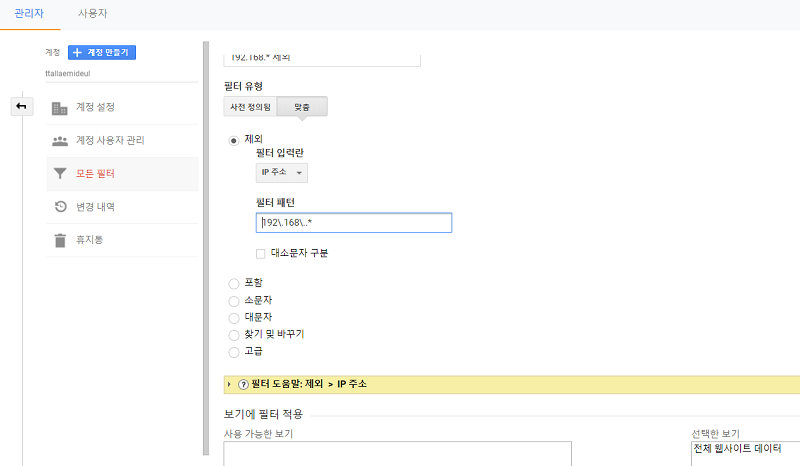 관리자 사용자
계정 + 계정 만들기
ttallaemideul
계정 설정
계정 사용자 관리
모든 필터
변경 내역
휴지통
192.168.* 제외
필터 유형
사전 정의됨 맞춤
제외
필터 입력란
IP 주소
필터 패턴
192\.168\..*
대소문자 구분
포함
소문자
대문자
찾기 및 바꾸기
고급
? 필터 도움말: 제외 > IP 주소
보기에 필터 적용
사용 가능한 보기 선택한 보기
전체 웹사이트 데이터